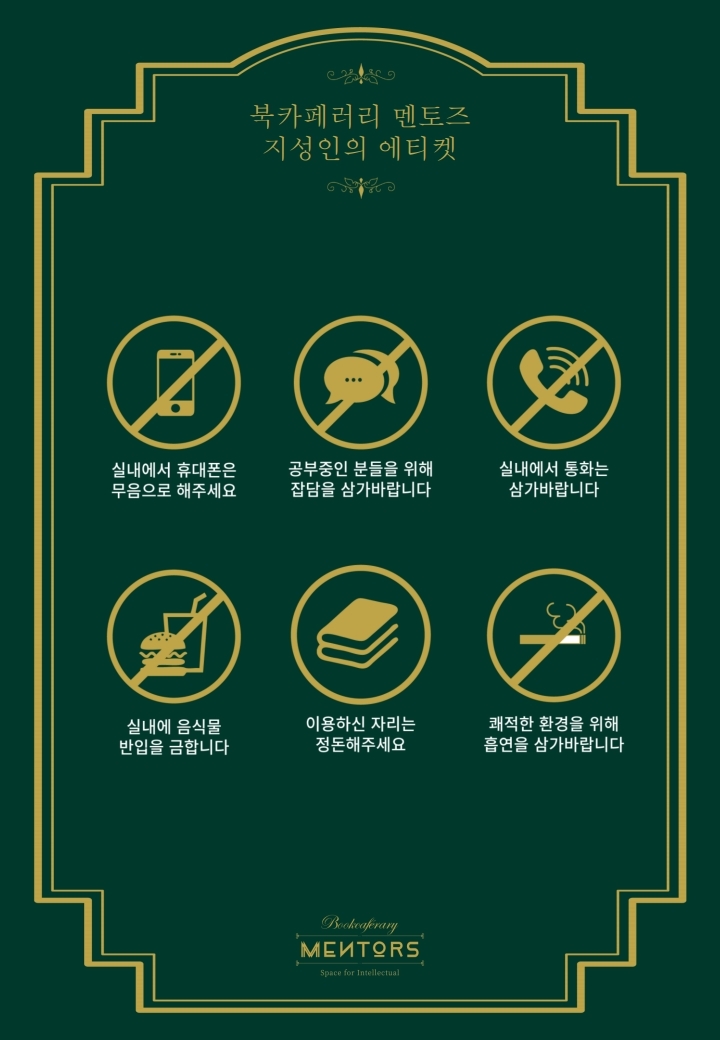 북카페러리 멘토즈
지성인의 에티켓
실내에서 휴대폰은
무음으로 해주세요
공부중인 분들을 위해
잡담을 삼가바랍니다
실내에서 통화는
삼가바랍니다
실내에 음식물
반입을 금합니다
이용하신 자리는
정돈해주세요
쾌적한 환경을 위해
흡연을 삼가바랍니다
Bookcaferary
MENTORS
Space for Intellectual